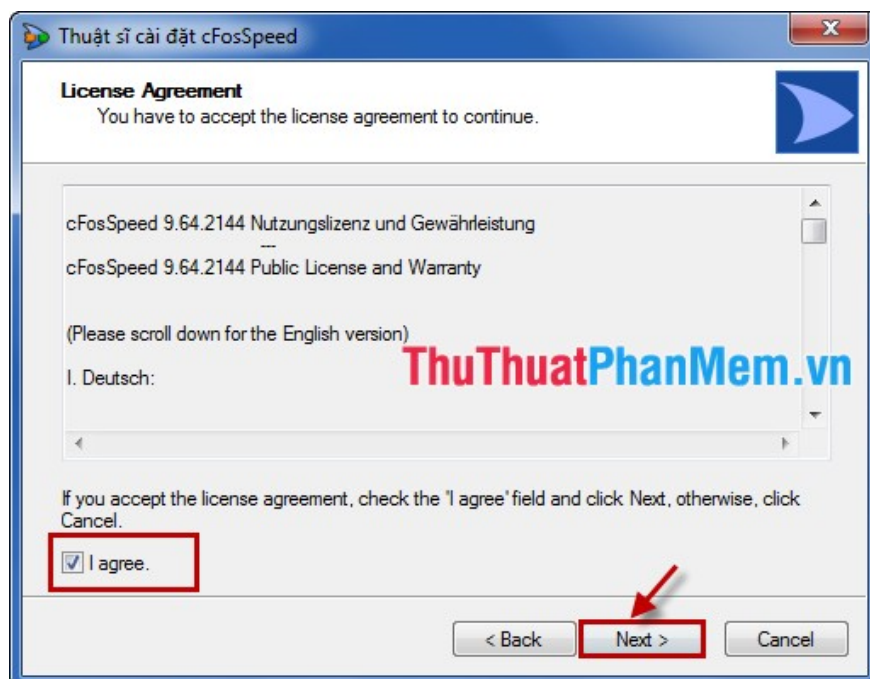 Thuật sĩ cài đặt cFosSpeed
License Agreement
You have to accept the license agreement to continue.
cFosSpeed 9.64.2144 Nutzungslizenz und Gewährleistung
---
cFosSpeed 9.64.2144 Public License and Warranty
(Please scroll down for the English version)
ThuThuatPhanMem.vn
I. Deutsch:
If you accept the license agreement, check the 'I agree' field and click Next, otherwise, click
Cancel.
I agree.
< Back Next > Cancel